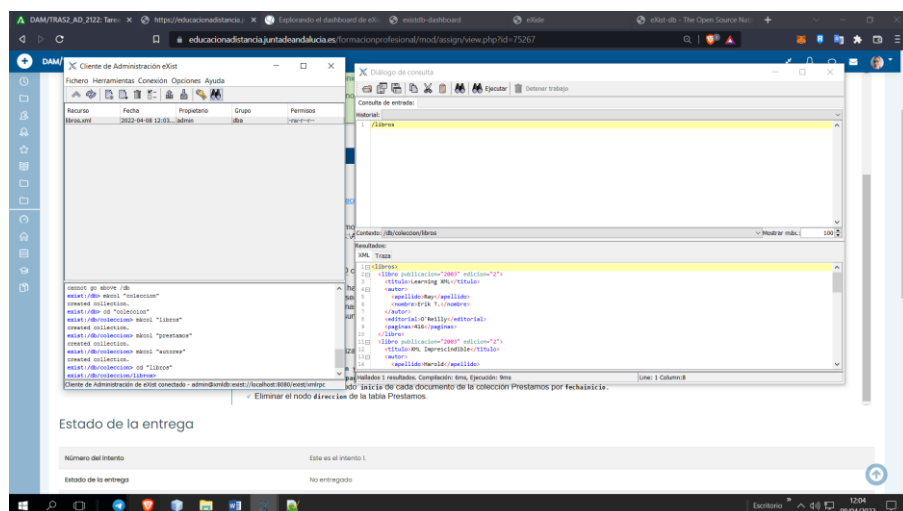 DAM/TRAS2_AD_2122: Tare
https://educacionadistancia.j
Explorando el dashboard de eXi
existdb-dashboard
eXide
eXist-db - The Open Source Nati
educacionadistancia.juntadeandalucia.es/formacionprofesional/mod/assign/view.php?id=75267
DAM/
Cliente de Administración eXist
Fichero Herramientas Conexión Opciones Ayuda
Recurso Fecha Propietario Grupo Permisos
libros.xml 2022-04-08 12:03... admin dba -rw-r--r--
cannot go above /db
exist:/db> mkcol "coleccion"
created collection.
exist:/db> cd "coleccion"
exist:/db/coleccion> mkcol "libros"
created collection.
exist:/db/coleccion> mkcol "prestamos"
created collection.
exist:/db/coleccion> mkcol "autores"
created collection.
exist:/db/coleccion> cd "libros"
exist:/db/coleccion/libros>
Cliente de Administración de eXist conectado - admin@xmldb:exist://localhost:8080/exist/xmlrpc
Diálogo de consulta
Ejecutar
Detener trabajo
Consulta de entrada:
Historial:
1 /libros
Contexto: /db/coleccion/libros
Mostrar máx.: 100
Resultados:
XML Traza
1 <libros>
2 <libro publicacion="2003" edicion="2">
3 <titulo>Learning XML</titulo>
4 <autor>
5 <apellido>Ray</apellido>
6 <nombre>Erik T.</nombre>
7 </autor>
8 <editorial>O'Reilly</editorial>
9 <paginas>416</paginas>
10 </libro>
11 <libro publicacion="2003" edicion="2">
12 <titulo>XML Imprescindible</titulo>
13 <autor>
14 <apellido>Harold</apellido>
Hallados 1 resultados. Compilación: 6ms, Ejecución: 9ms
Line: 1 Column:8
inicio de cada documento de la colección Prestamos por fechainicio.
Eliminar el nodo direccion de la tabla Prestamos.
Estado de la entrega
Número del intento
Este es el intento 1.
Estado de la entrega
No entregado
Escritorio
12:04
08/04/2022